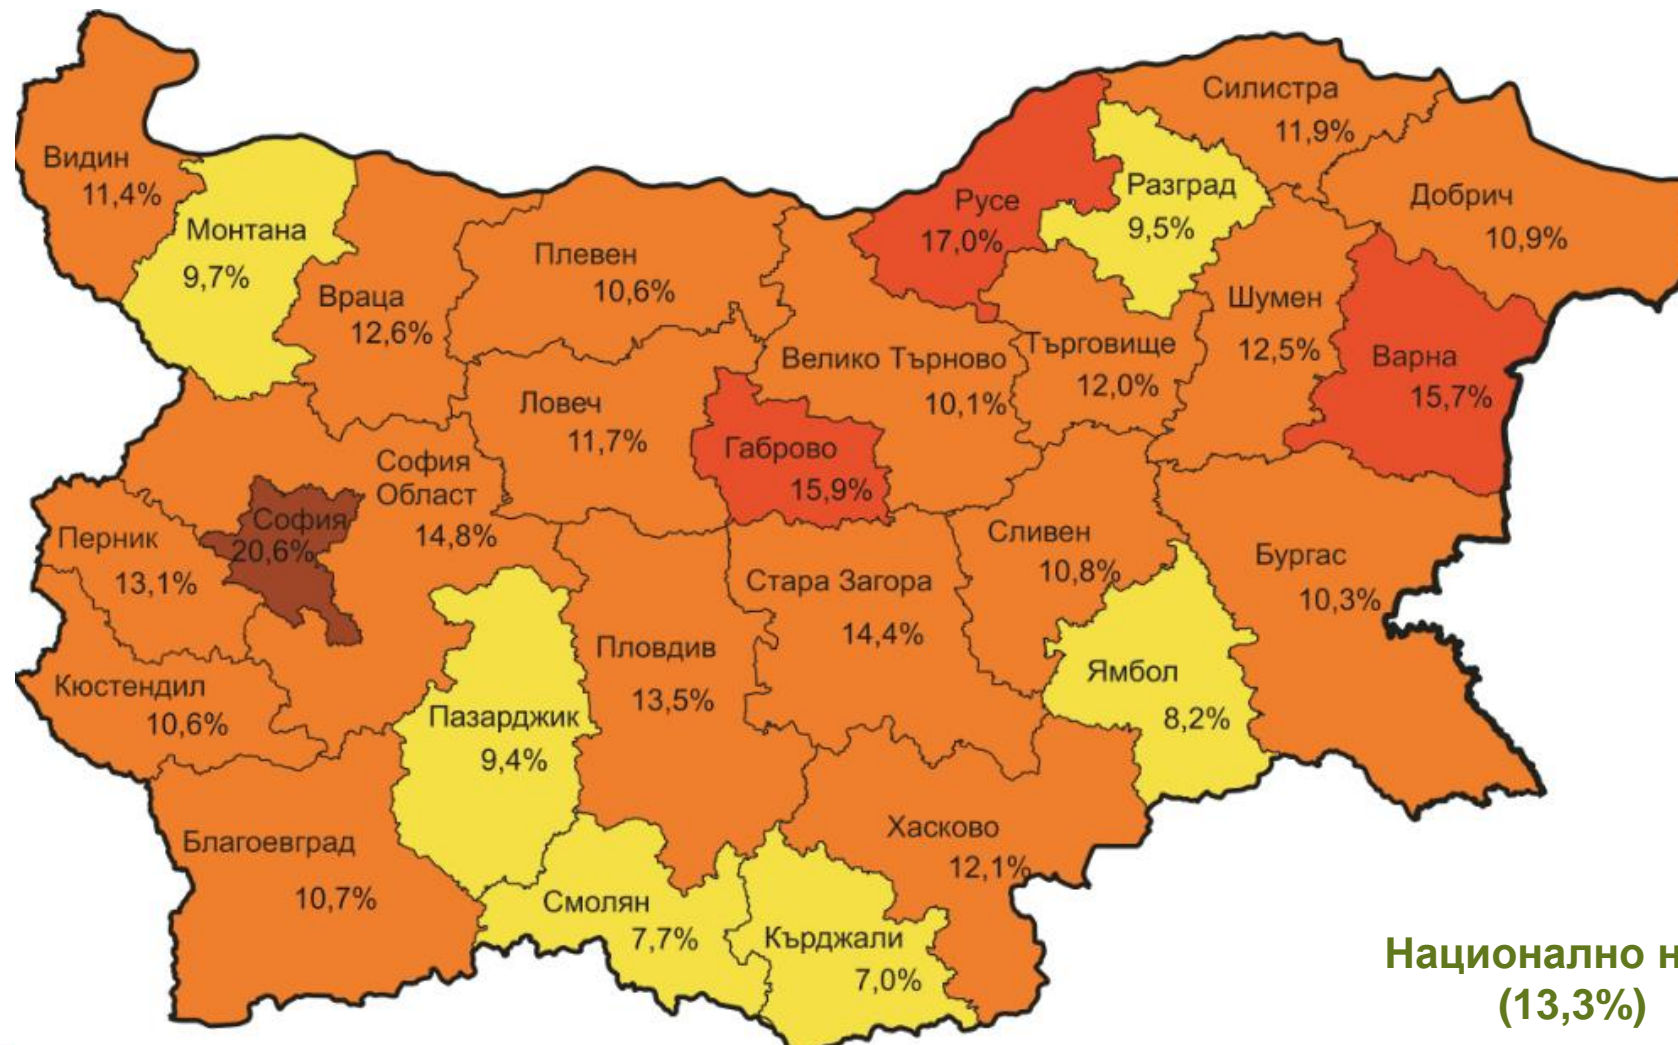 Силистра
11,9%
Видин
11,4%
Русе
17,0%
Разград
9,5%
Добрич
10,9%
Монтана
9,7%
Плевен
10,6%
Враца
12,6%
Шумен
12,5%
Велико Търново
10,1%
Търговище
12,0%
Варна
15,7%
Ловеч
11,7%
Габрово
15,9%
София
Област
14,8%
София
20,6%
Перник
13,1%
Сливен
10,8%
Бургас
10,3%
Стара Загора
14,4%
Пловдив
13,5%
Ямбол
8,2%
Кюстендил
10,6%
Пазарджик
9,4%
Благоевград
10,7%
Хасково
12,1%
Смолян
7,7%
Кърджали
7,0%
Национално
(13,3%)